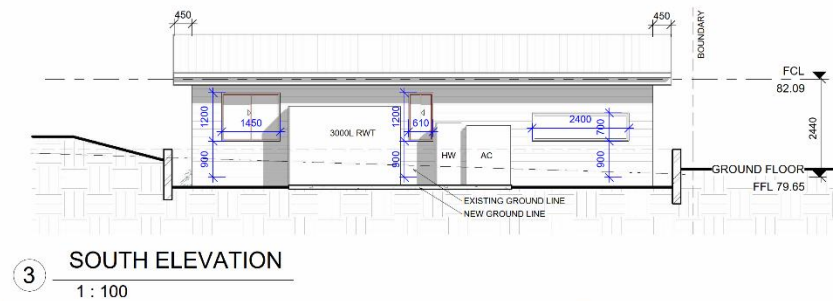 450
450
BOUNDARY
FCL
82.09
1200
1450
1200
610
2400
700
2440
3000L RWT
HW
AC
900
900
900
GROUND FLOOR
FFL 79.65
EXISTING GROUND LINE
NEW GROUND LINE
3
SOUTH ELEVATION
1 : 100